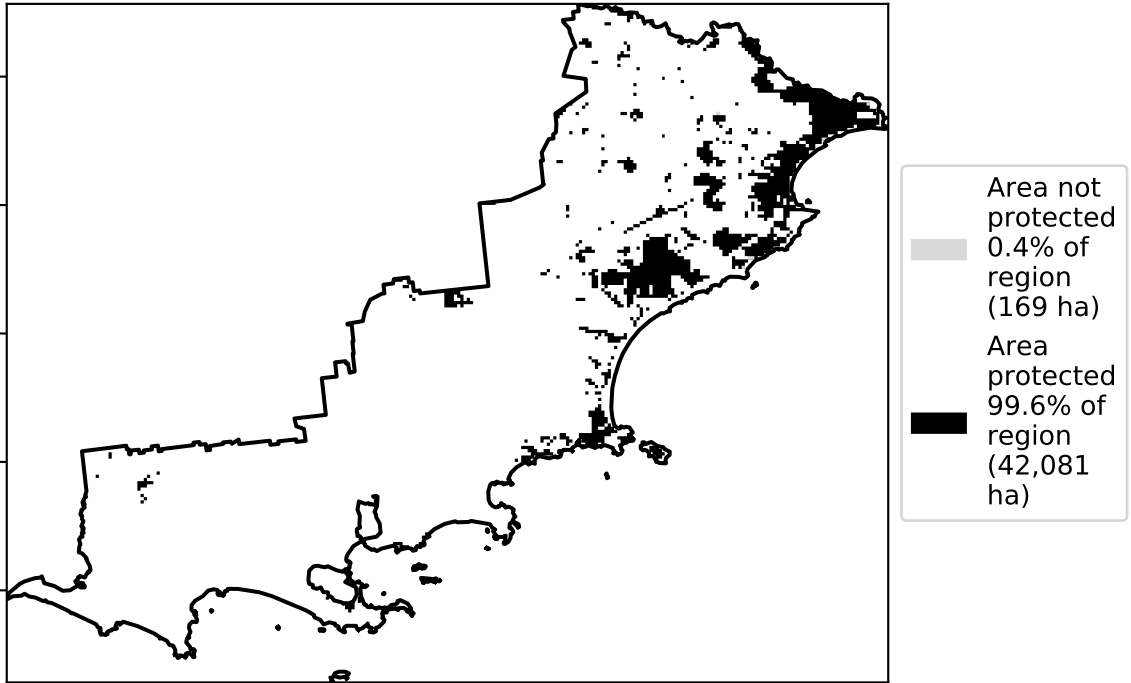 Area not
protected
0.4% of
region
(169 ha)
Area
protected
99.6% of
region
(42,081
ha)